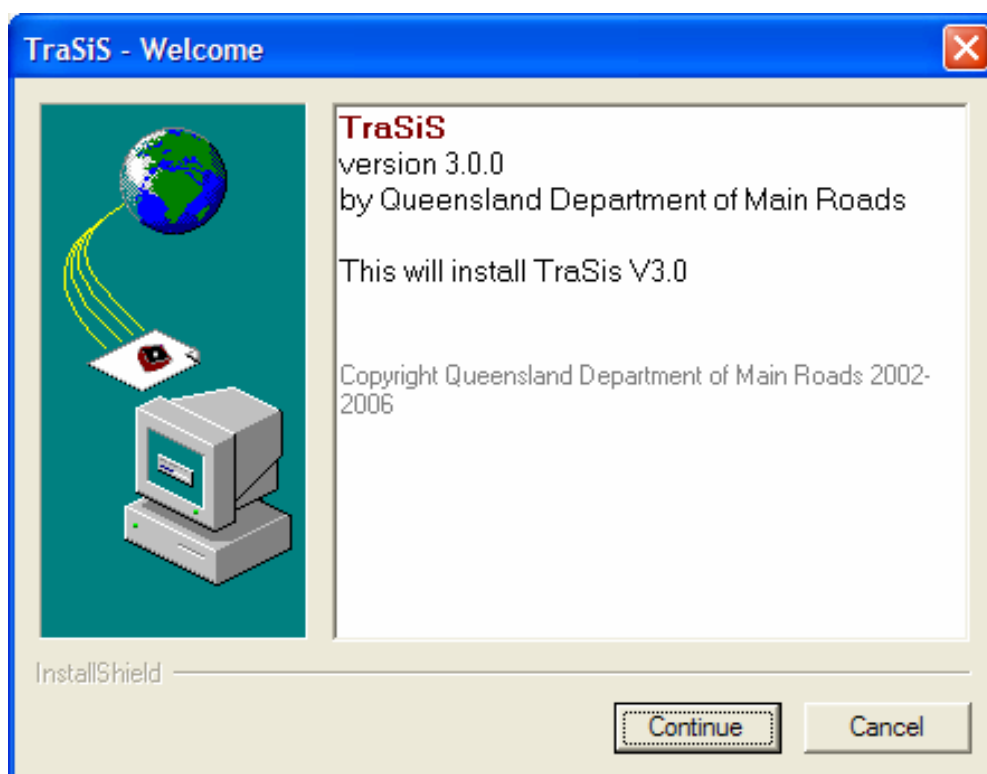 TraSiS - Welcome
TraSiS
version 3.0.0
by Queensland Department of Main Roads
This will install TraSis V3.0
Copyright Queensland Department of Main Roads 2002-
2006
InstallShield
Continue
Cancel